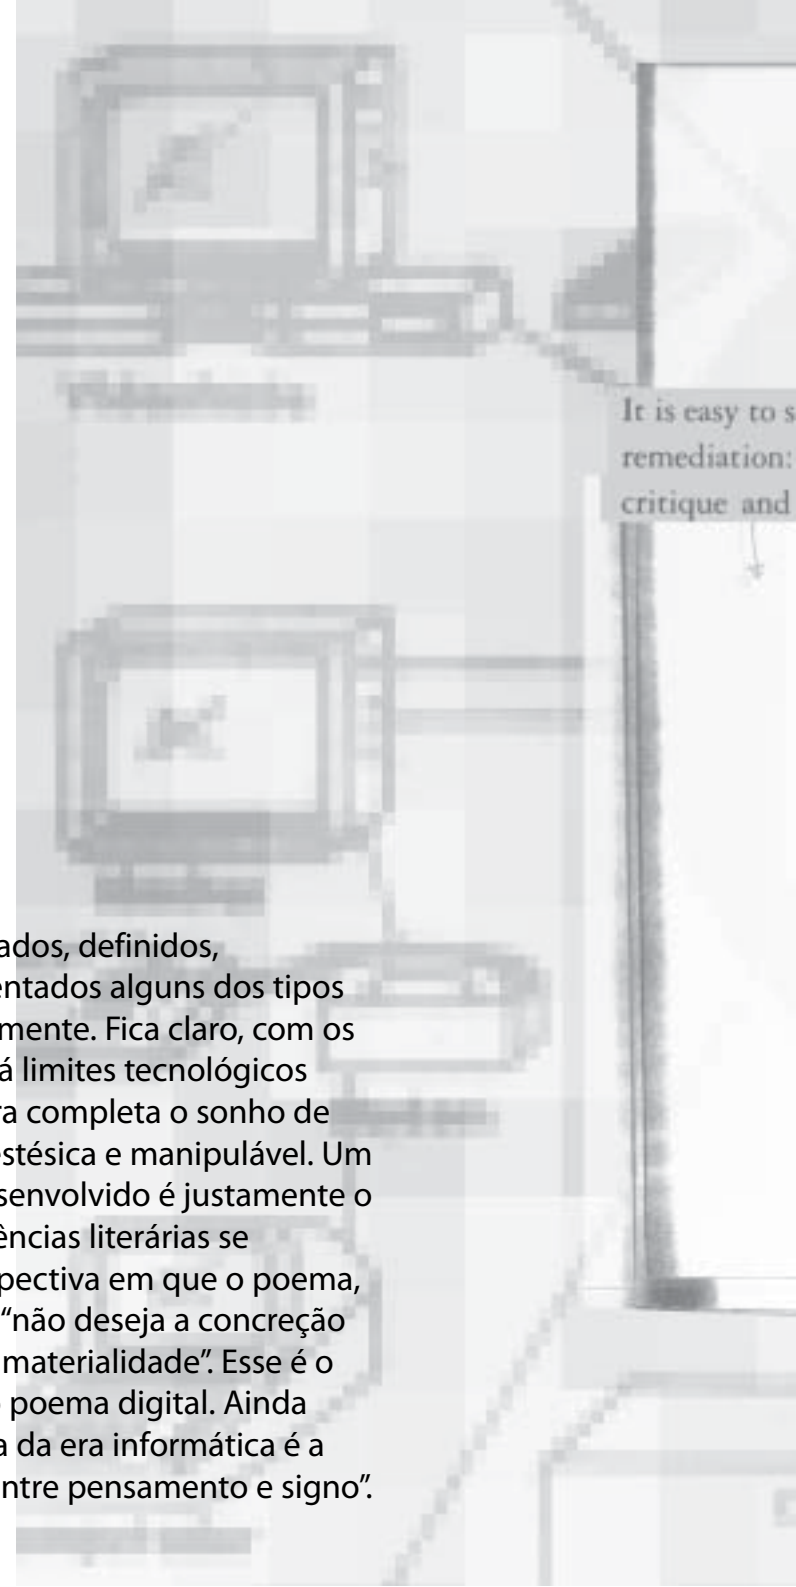 It is easy to s
remediation:
critique and
ados, definidos,
entados alguns dos tipos
mente. Fica claro, com os
á limites tecnológicos
ra completa o sonho de
estésica e manipulável. Um
senvolvido é justamente o
ências literárias se
pectiva em que o poema,
“não deseja a concreção
materialidade”. Esse é o
poema digital. Ainda
a da era informática é a
ntre pensamento e signo”.